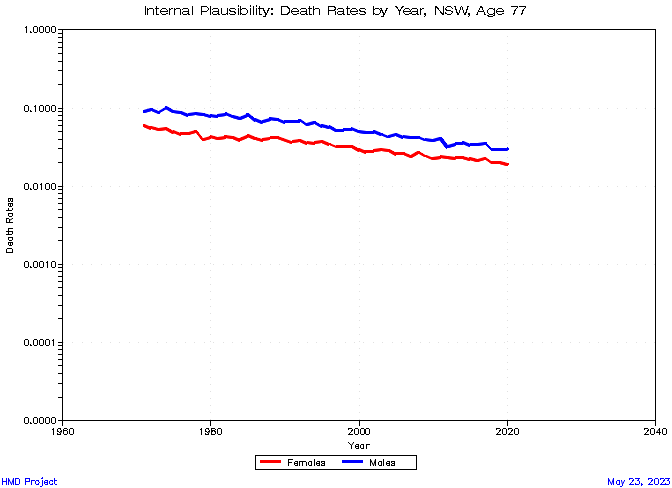 Internal Plausibility: Death Rates by Year, NSW, Age 77
1.0000
0.1000
0.0100
0.0010
0.0001
0.0000
Death Rates
1960
1980
2000
2020
2040
Year
Females
Males
HMD Project
May 23, 2023